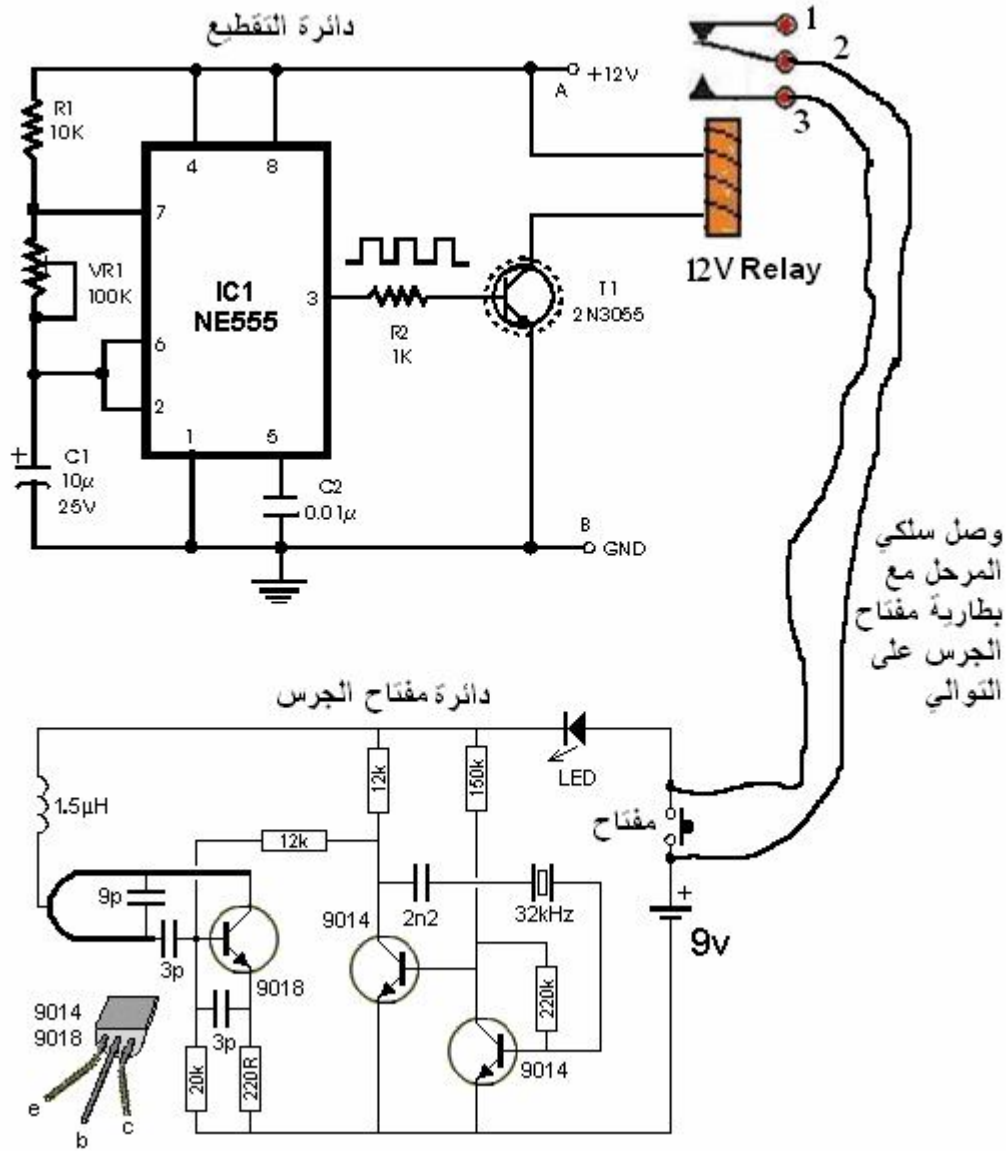 دائرة التقطيع
R1
10K
VR1
100K
C1
10µ
25V
+
4
8
7
6
2
3
1
5
IC1
NE555
C2
0.01µ
R2
1K
T1
2N3055
A
+12V
B
GND
1
2
3
12V Relay
وصل سلكي
المرحل مع
بطارية مفتاح
الجرس على
التوالي
دائرة مفتاح الجرس
1.5µH
12k
150k
LED
مفتاح
12k
9p
3p
9018
3p
20k
220R
9014
2n2
32kHz
220k
9014
+
9v
9014
9018
e
b
c